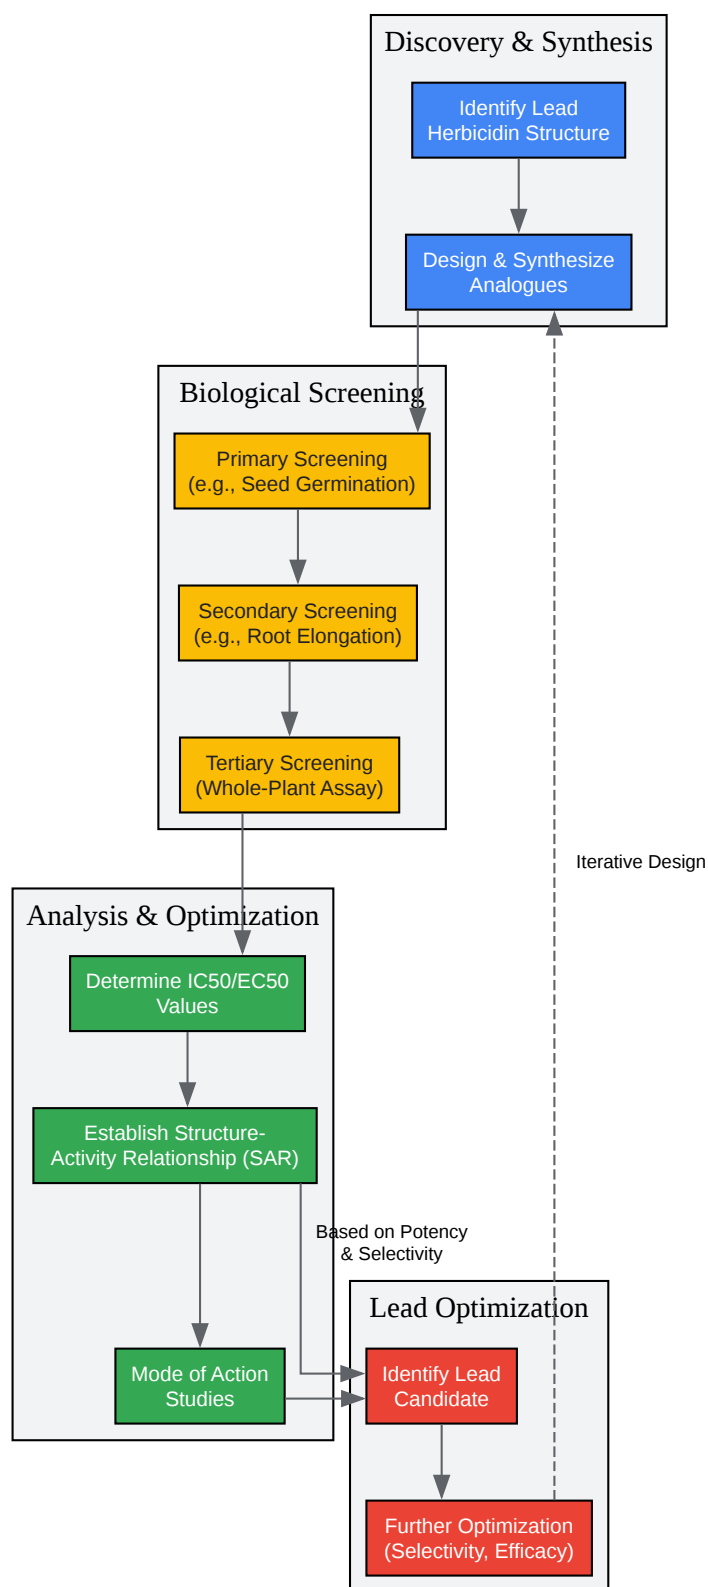 Discovery & Synthesis
Identify Lead
Herbicidin Structure
Design & Synthesize
Analogues
Biological Screening
Primary Screening
(e.g., Seed Germination)
Secondary Screening
(e.g., Root Elongation)
Tertiary Screening
(Whole-Plant Assay)
Iterative Design
Analysis & Optimization
Determine IC50/EC50
Values
Establish Structure-
Activity Relationship (SAR)
Based on Potency
& Selectivity
Mode of Action
Studies
Lead Optimization
Identify Lead
Candidate
Further Optimization
(Selectivity, Efficacy)